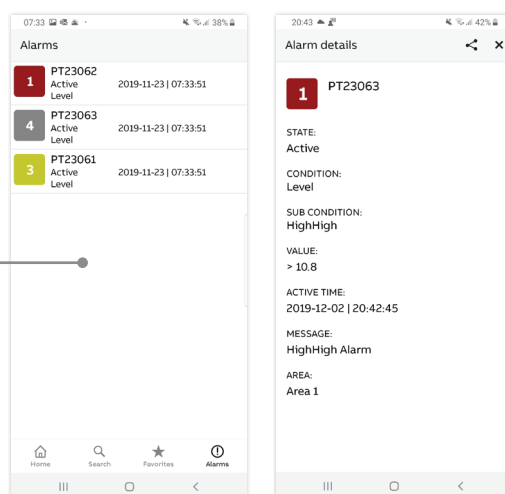 07:33
38%
Alarms
1
PT23062
Active
Level
2019-11-23 | 07:33:51
4
PT23063
Active
Level
2019-11-23 | 07:33:51
3
PT23061
Active
Level
2019-11-23 | 07:33:51
Home
Search
Favorites
Alarms
20:43
42%
Alarm details
1
PT23063
STATE:
Active
CONDITION:
Level
SUB CONDITION:
HighHigh
VALUE:
> 10.8
ACTIVE TIME:
2019-12-02 | 20:42:45
MESSAGE:
HighHigh Alarm
AREA:
Area 1